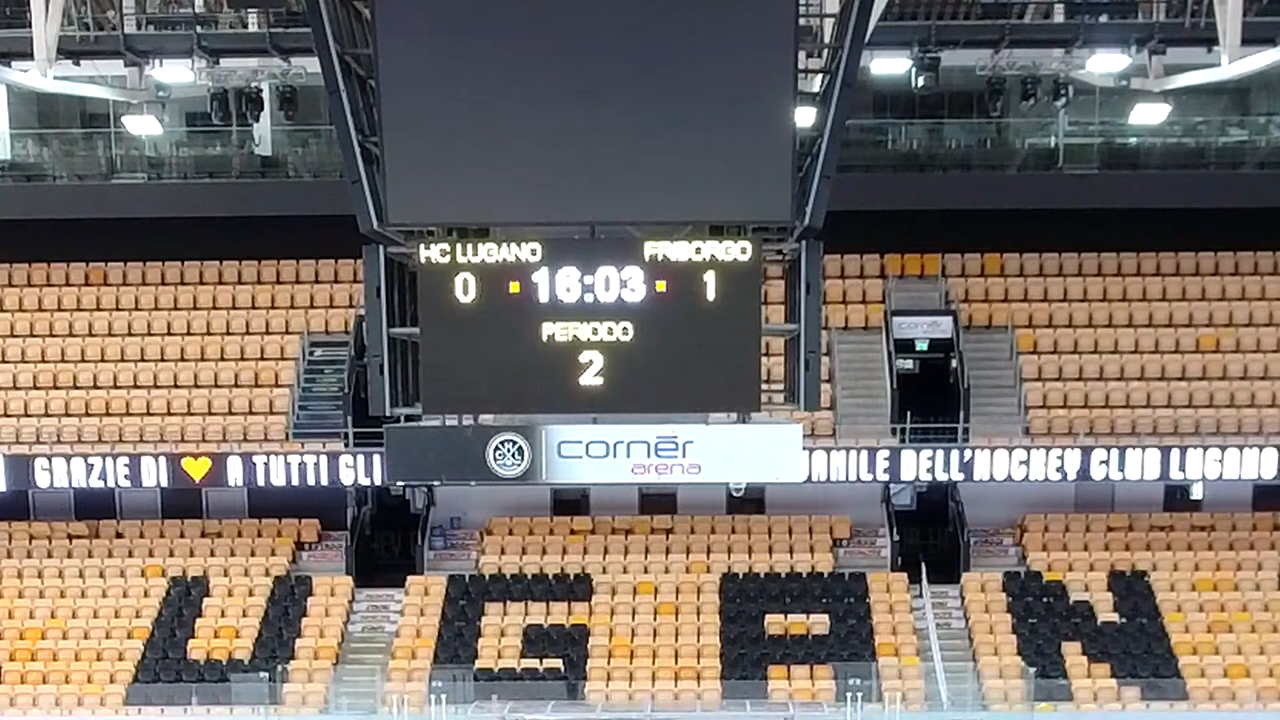 HC LUGANO FRIBORGO
0 16:03 1
PERIODO
2
cornèr
cornèr
arena
GRAZIE DI A TUTTI GLI
DELL'HOCKEY CLUB LUGANO
UGAN